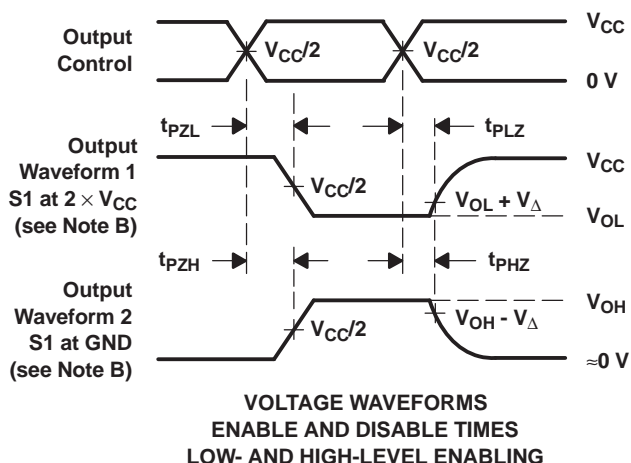 Output
Control
V_CC/2
V_CC/2
V_CC
0 V
t_PZL
t_PLZ
Output
Waveform 1
S1 at 2 × V_CC
(see Note B)
V_CC/2
V_CC
V_OL + V_Δ
V_OL
t_PZH
t_PHZ
Output
Waveform 2
S1 at GND
(see Note B)
V_CC/2
V_OH
V_OH - V_Δ
≈0 V
VOLTAGE WAVEFORMS
ENABLE AND DISABLE TIMES
LOW- AND HIGH-LEVEL ENABLING